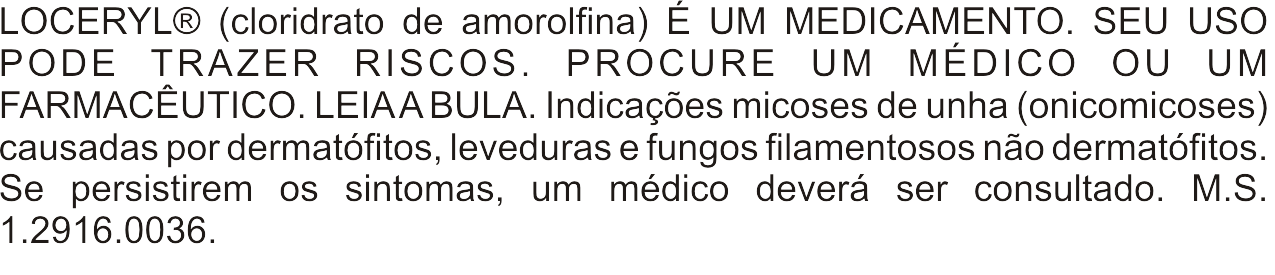 LOCERYL® (cloridrato de amorolfina) É UM MEDICAMENTO. SEU USO
PODE TRAZER RISCOS. PROCURE UM MÉDICO OU UM
FARMACÊUTICO. LEIA A BULA. Indicações micoses de unha (onicomicoses)
causadas por dermatófitos, leveduras e fungos filamentosos não dermatófitos.
Se persistirem os sintomas, um médico deverá ser consultado. M.S.
1.2916.0036.